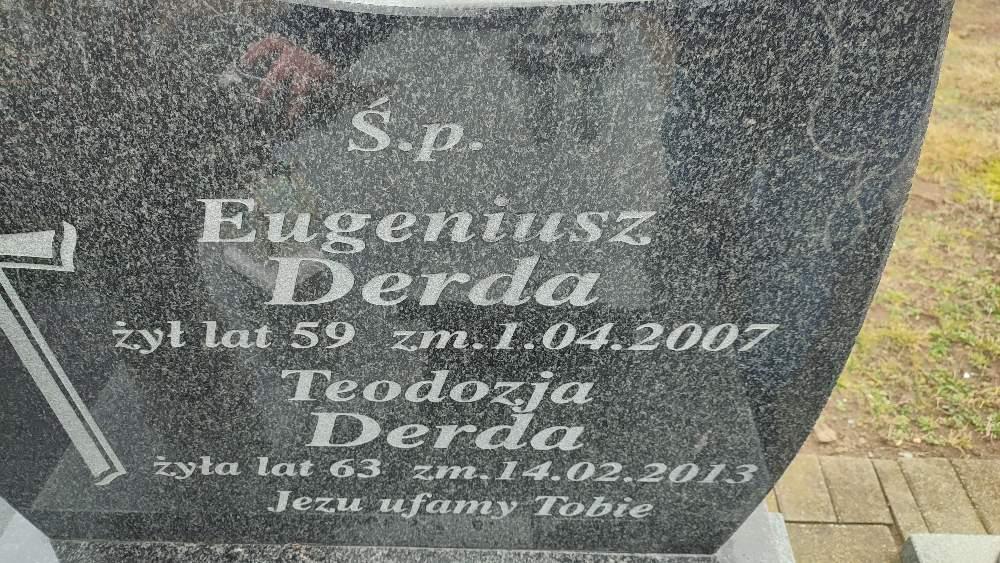 Ś.p.
Eugeniusz
Derda
żył lat 59 zm.1.04.2007
Teodozja
Derda
żyła lat 63 zm.14.02.2013
Jezu ufamy Tobie